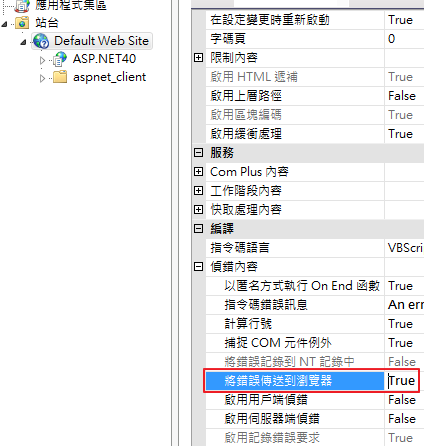 應用程式集區
站台
Default Web Site
ASP.NET40
aspnet_client
在設定變更時重新啟動 True
字碼頁 0
限制內容
啟用 HTML 遞補 True
啟用上層路徑 False
啟用區塊編碼 True
啟用緩衝處理 True
服務
Com Plus 內容
工作階段內容
快取處理內容
編譯
指令碼語言 VBScri
偵錯內容
以匿名方式執行 On End 函數 True
指令碼錯誤訊息 An err
計算行號 True
捕捉 COM 元件例外 True
將錯誤記錄到 NT 記錄中 False
將錯誤傳送到瀏覽器 True
啟用用戶端偵錯 False
啟用伺服器端偵錯 False
啟用記錄錯誤要求 True